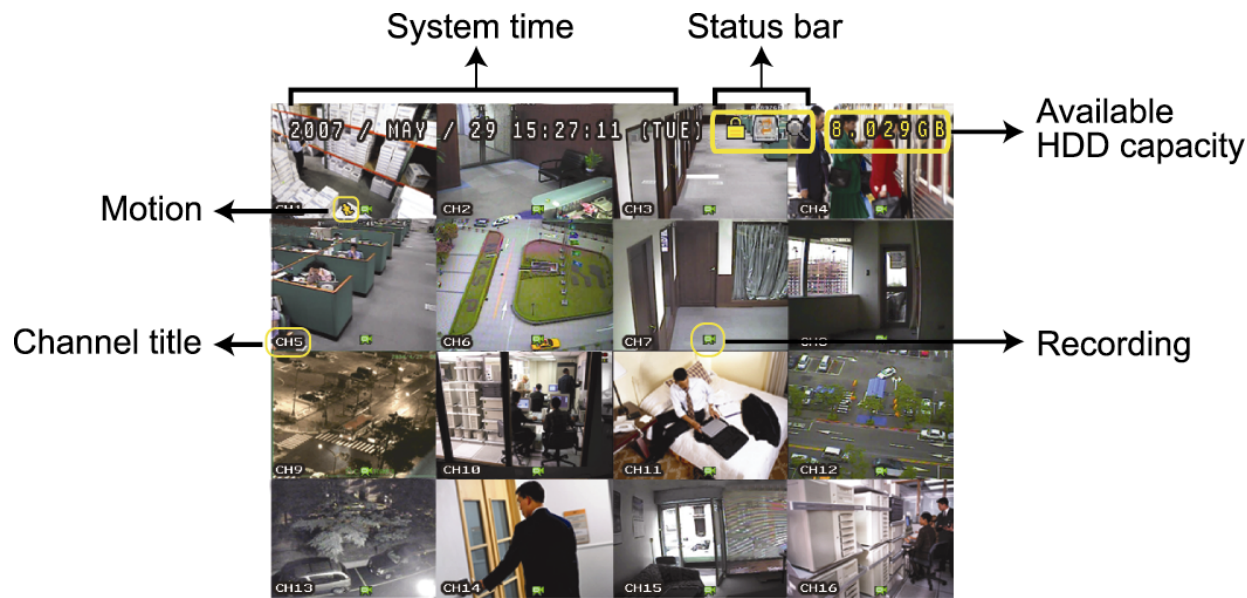 System time
Status bar
2007 / MAY / 29 15:27:11 (TUE)
8.029GB
Available
HDD capacity
Motion
CH1
CH2
CH3
CH4
Channel title
CH5
CH6
CH7
CH8
Recording
CH9
CH10
CH11
CH12
CH13
CH14
CH15
CH16